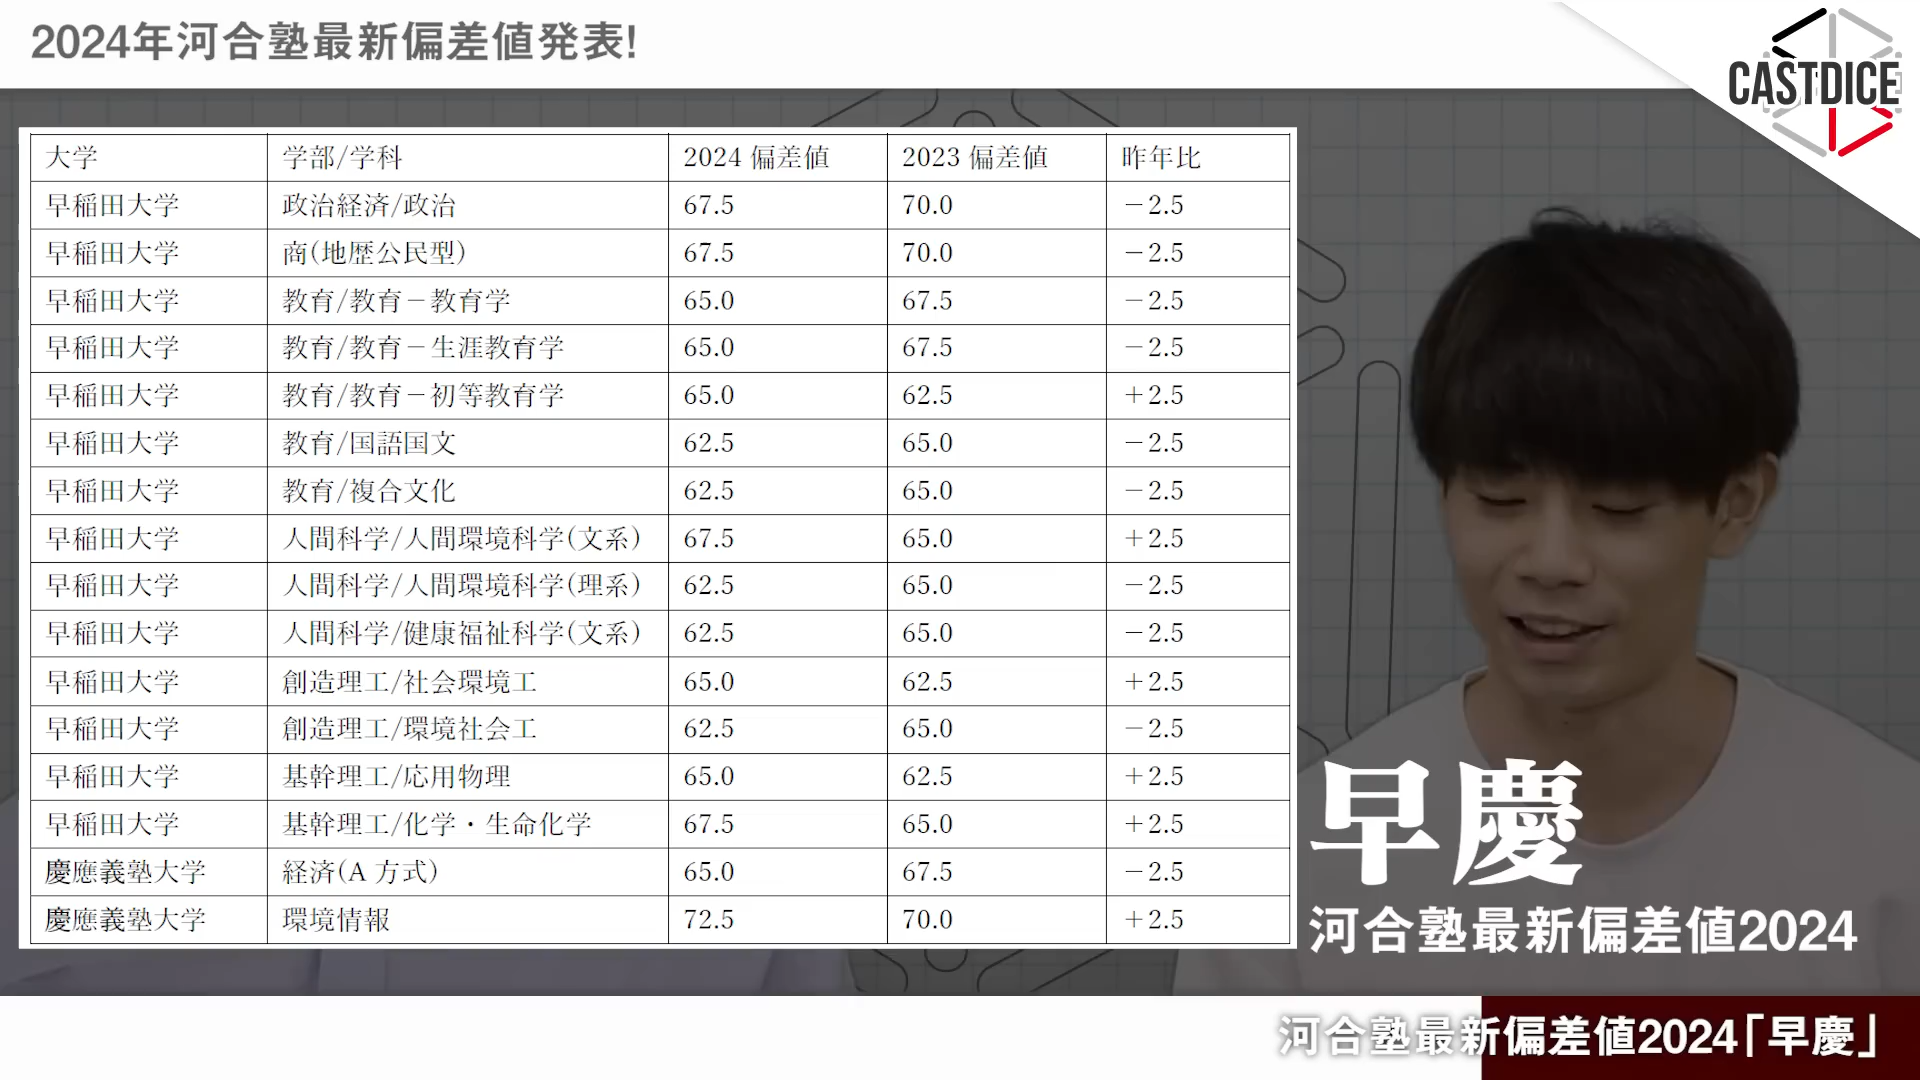 2024年河合塾最新偏差値発表!
CASTDICE
大学 学部/学科 2024 偏差値 2023 偏差値 昨年比
早稲田大学 政治経済/政治 67.5 70.0 −2.5
早稲田大学 商(地歴公民型) 67.5 70.0 −2.5
早稲田大学 教育/教育−教育学 65.0 67.5 −2.5
早稲田大学 教育/教育−生涯教育学 65.0 67.5 −2.5
早稲田大学 教育/教育−初等教育学 65.0 62.5 +2.5
早稲田大学 教育/国語国文 62.5 65.0 −2.5
早稲田大学 教育/複合文化 62.5 65.0 −2.5
早稲田大学 人間科学/人間環境科学(文系) 67.5 65.0 +2.5
早稲田大学 人間科学/人間環境科学(理系) 62.5 65.0 −2.5
早稲田大学 人間科学/健康福祉科学(文系) 62.5 65.0 −2.5
早稲田大学 創造理工/社会環境工 65.0 62.5 +2.5
早稲田大学 創造理工/環境社会工 62.5 65.0 −2.5
早稲田大学 基幹理工/応用物理 65.0 62.5 +2.5
早稲田大学 基幹理工/化学・生命化学 67.5 65.0 +2.5
慶應義塾大学 経済(A 方式) 65.0 67.5 −2.5
慶應義塾大学 環境情報 72.5 70.0 +2.5
早慶
河合塾最新偏差値2024
河合塾最新偏差値2024「早慶」